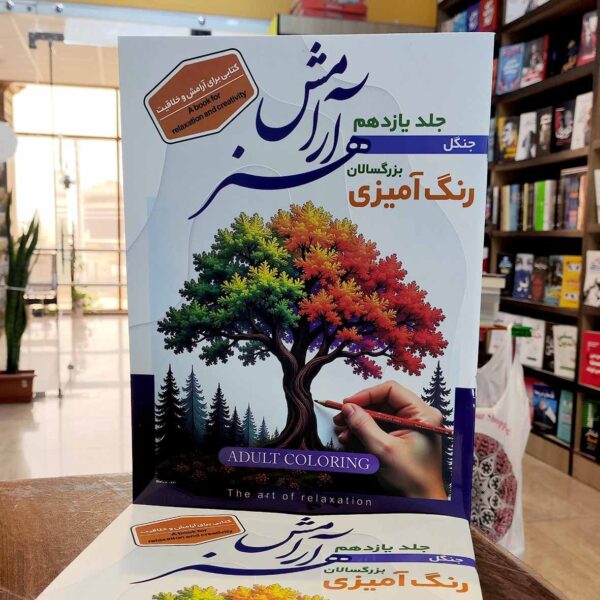 کتابی برای آرامش و خلاقیت
A book for
relaxation and creativity
هنر آرامش
جلد یازدهم
جنگل
بزرگسالان
رنگ آمیزی
ADULT COLORING
The art of relaxation
کتابی برای آرامش و خلاقیت
A book for
relaxation and creativity
هنر آرامش
جلد یازدهم
جنگل
بزرگسالان
رنگ آمیزی